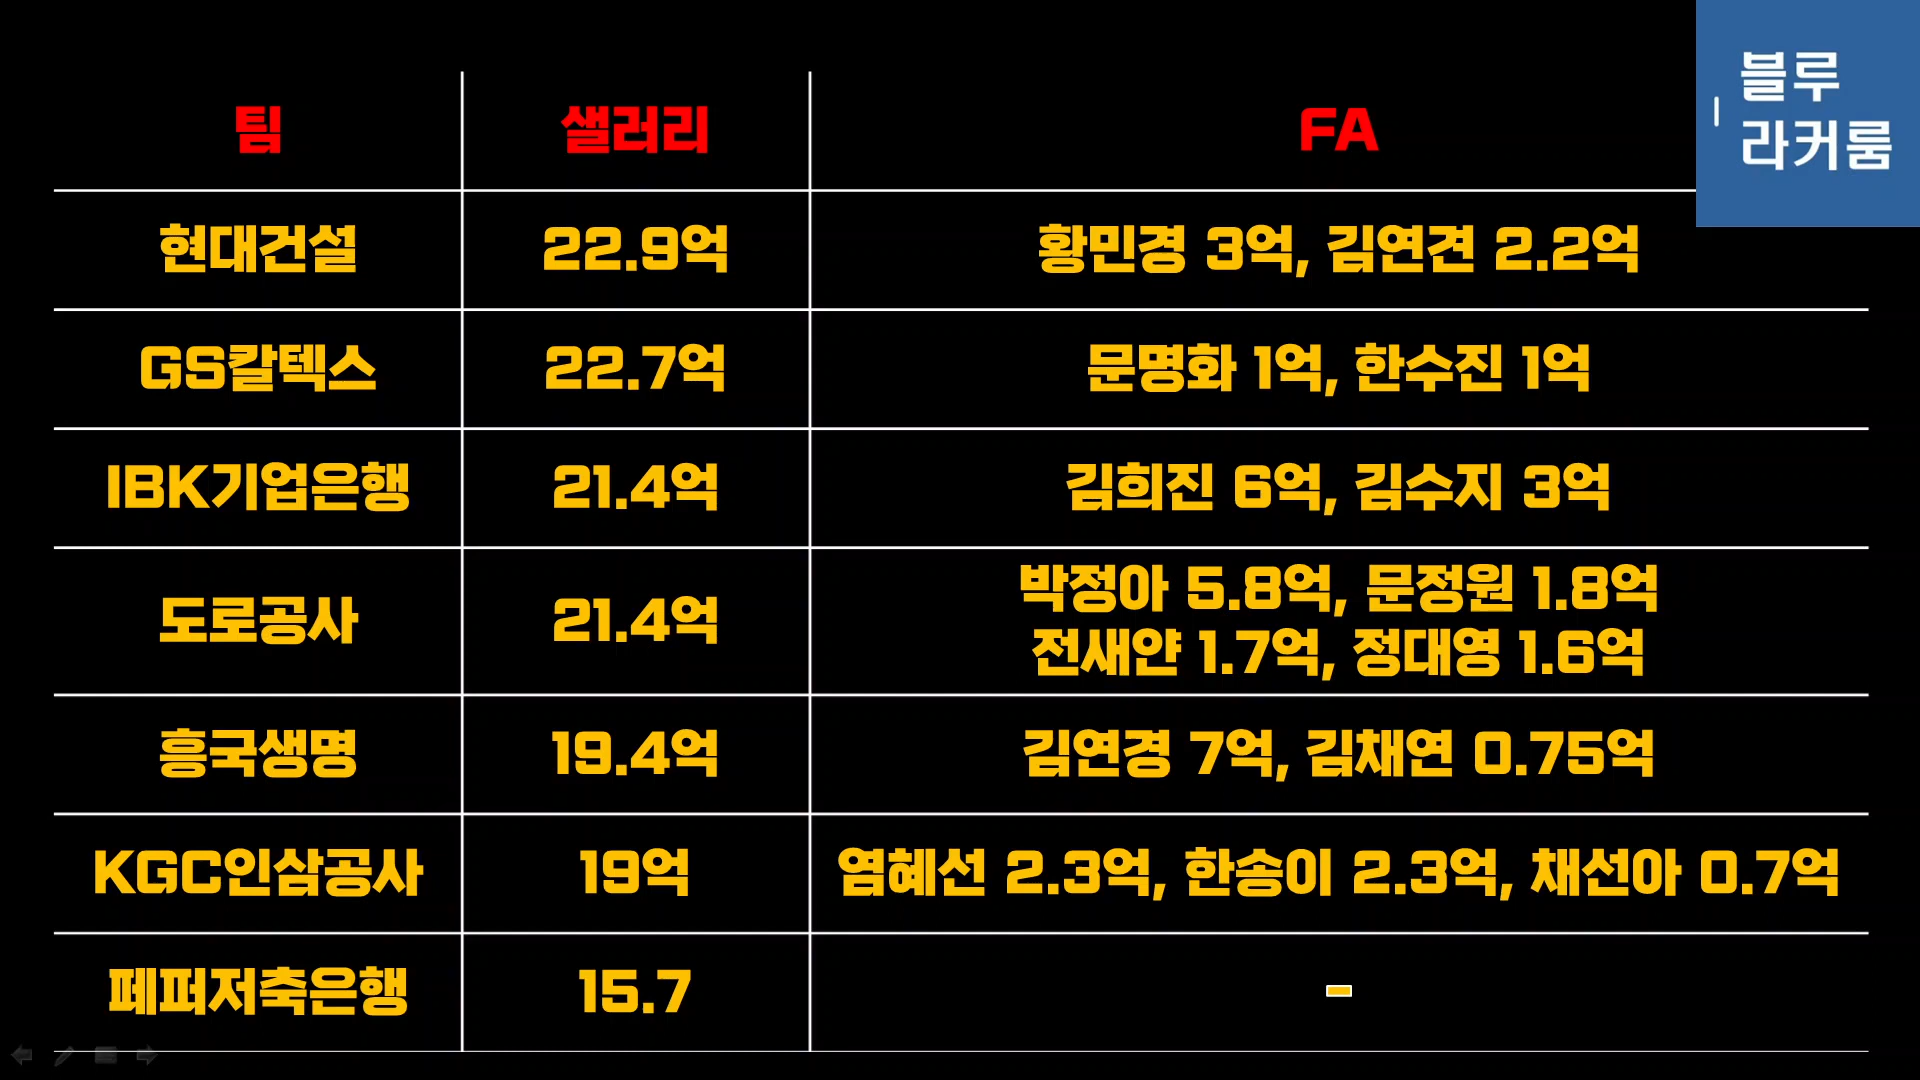 블루
라커룸
팀 샐러리 FA
현대건설 22.9억 황민경 3억, 김연견 2.2억
GS칼텍스 22.7억 문명화 1억, 한수진 1억
IBK기업은행 21.4억 김희진 6억, 김수지 3억
도로공사 21.4억 박정아 5.8억, 문정원 1.8억
전새얀 1.7억, 정대영 1.6억
흥국생명 19.4억 김연경 7억, 김채연 0.75억
KGC인삼공사 19억 염혜선 2.3억, 한송이 2.3억, 채선아 0.7억
페퍼저축은행 15.7 -